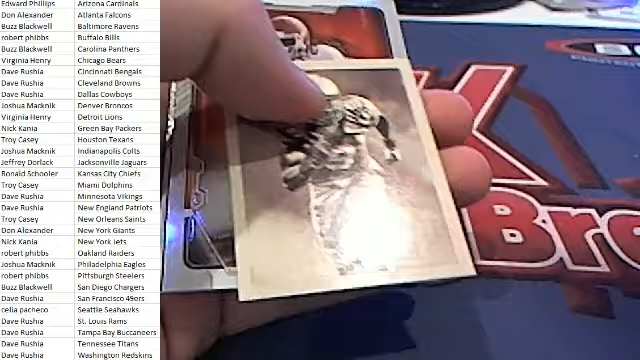 Edward Phillips Arizona Cardinals
Don Alexander Atlanta Falcons
Buzz Blackwell Baltimore Ravens
robert phibbs Buffalo Bills
Buzz Blackwell Carolina Panthers
Virginia Henry Chicago Bears
Dave Rushia Cincinnati Bengals
Dave Rushia Cleveland Browns
Dave Rushia Dallas Cowboys
Joshua Macknik Denver Broncos
Virginia Henry Detroit Lions
Nick Kania Green Bay Packers
Troy Casey Houston Texans
Joshua Macknik Indianapolis Colts
Jeffrey Dorlack Jacksonville Jaguars
Ronald Schooler Kansas City Chiefs
Troy Casey Miami Dolphins
Dave Rushia Minnesota Vikings
Dave Rushia New England Patriots
Troy Casey New Orleans Saints
Don Alexander New York Giants
Nick Kania New York Jets
robert phibbs Oakland Raiders
Joshua Macknik Philadelphia Eagles
robert phibbs Pittsburgh Steelers
Buzz Blackwell San Diego Chargers
Dave Rushia San Francisco 49ers
celia pacheco Seattle Seahawks
Dave Rushia St. Louis Rams
Dave Rushia Tampa Bay Buccaneers
Dave Rushia Tennessee Titans
Dave Rushia Washington Redskins
Bro